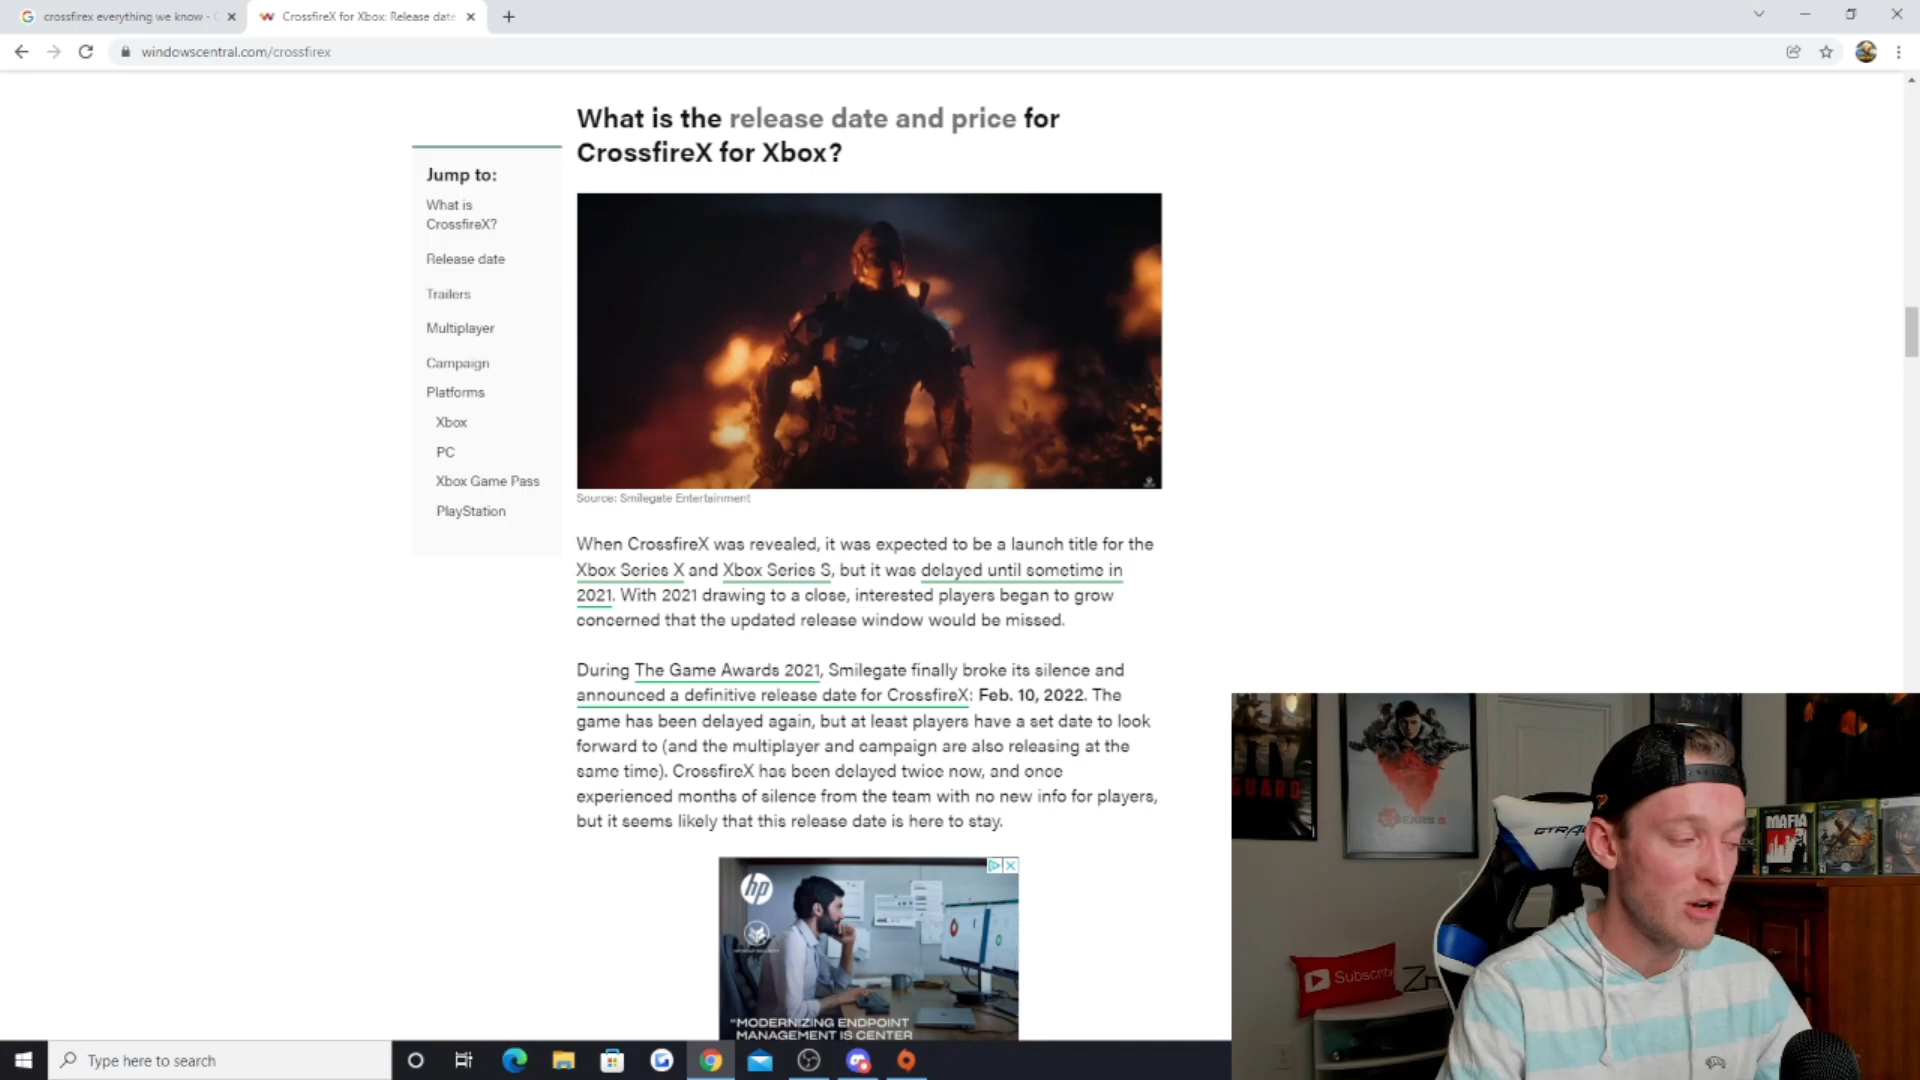 crossfirex everything we know -
CrossfireX for Xbox: Release date
windowscentral.com/crossfirex
What is the release date and price for
CrossfireX for Xbox?
Jump to:
What is
CrossfireX?
Release date
Trailers
Multiplayer
Campaign
Platforms
Xbox
PC
Xbox Game Pass
PlayStation
Source: Smilegate Entertainment
When CrossfireX was revealed, it was expected to be a launch title for the
Xbox Series X and Xbox Series S, but it was delayed until sometime in
2021. With 2021 drawing to a close, interested players began to grow
concerned that the updated release window would be missed.
During The Game Awards 2021, Smilegate finally broke its silence and
announced a definitive release date for CrossfireX: Feb. 10, 2022. The
game has been delayed again, but at least players have a set date to look
forward to (and the multiplayer and campaign are also releasing at the
same time). CrossfireX has been delayed twice now, and once
experienced months of silence from the team with no new info for players,
but it seems likely that this release date is here to stay.
hp
"MODERNIZING ENDPOINT
MANAGEMENT IS CENTER
GEARS 5
MAFIA
Subscribe
Type here to search